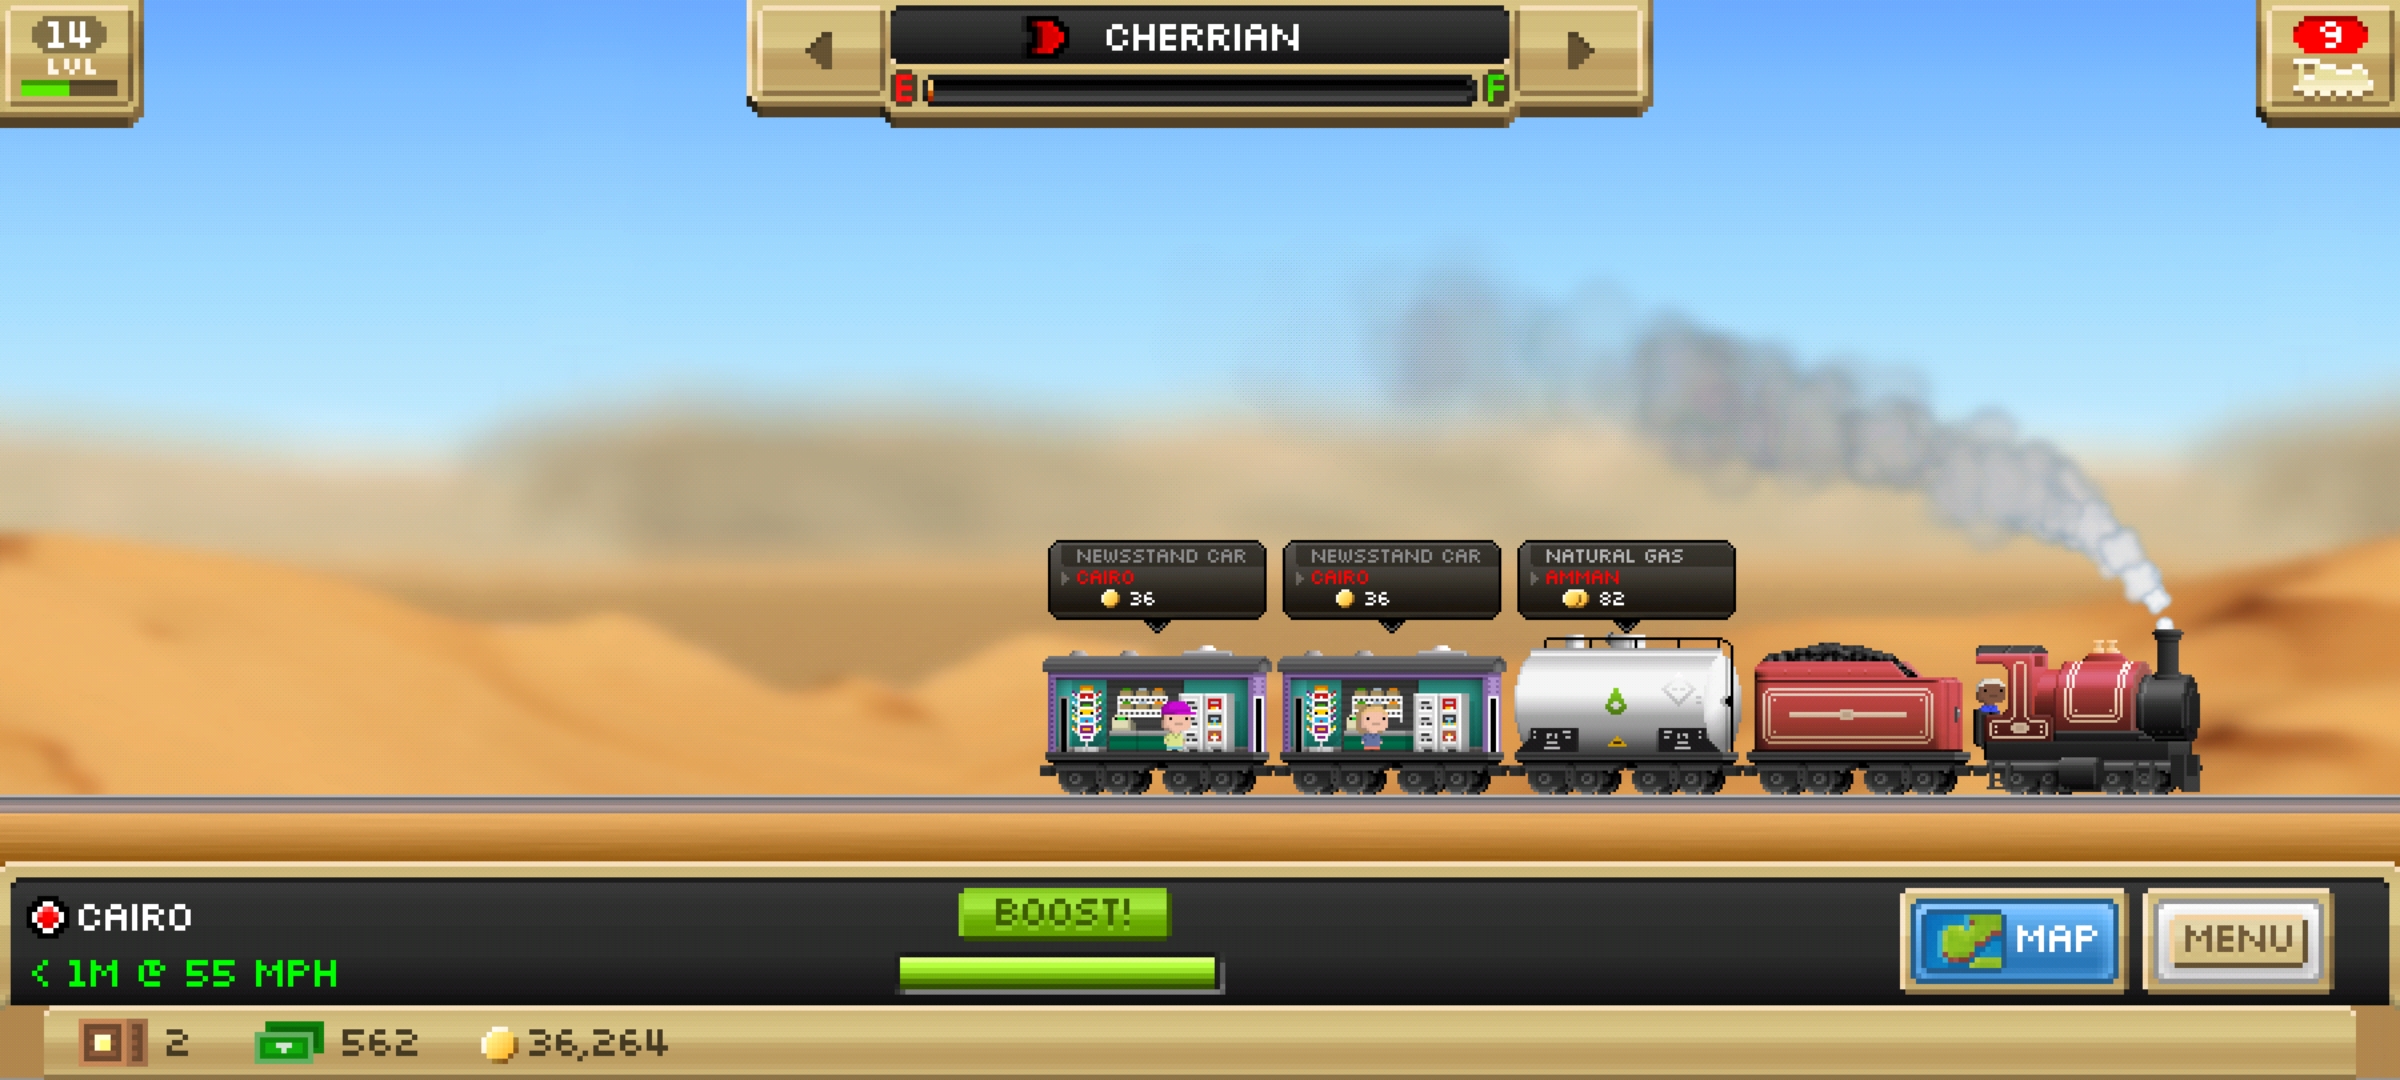 14
LVL
CHERRIAN
E F
9
NEWSSTAND CAR
CAIRO
36
NEWSSTAND CAR
CAIRO
36
NATURAL GAS
AMMAN
82
CAIRO
< 1M @ 55 MPH
BOOST!
MAP
MENU
2
562
36,264